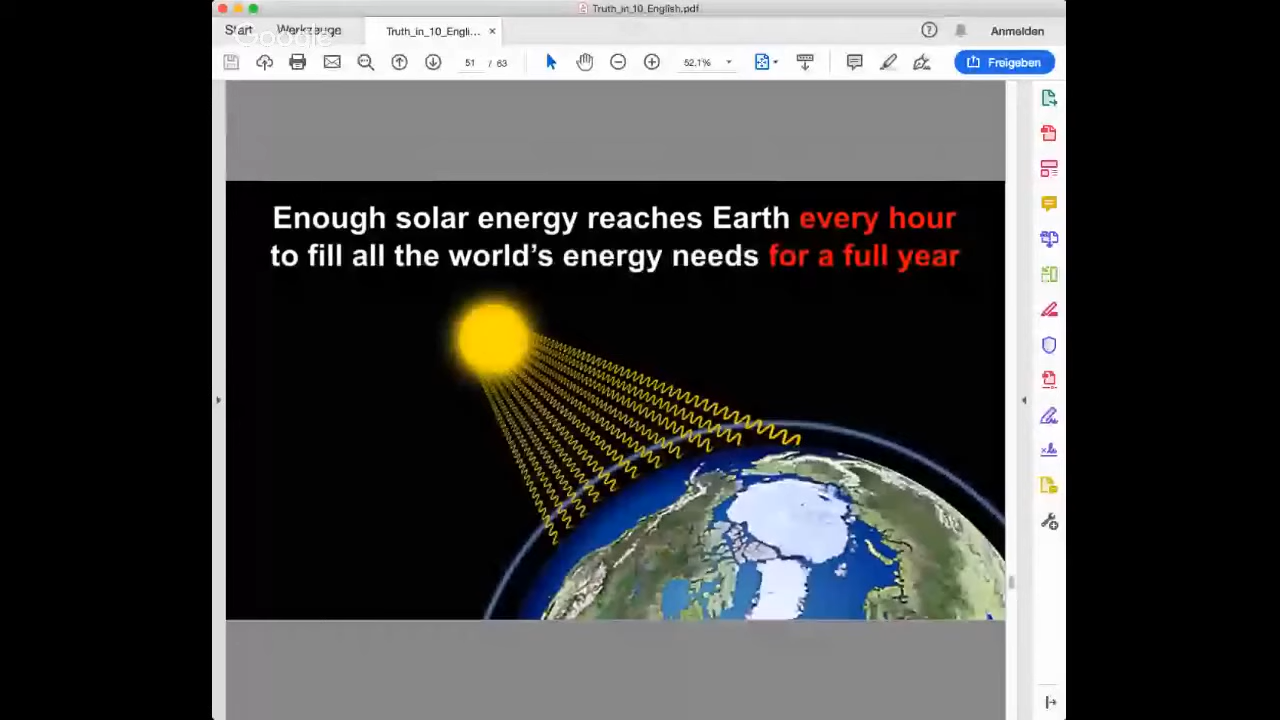 Truth_in_10_English.pdf
Start Werkzeuge Truth_in_10_Engli... × Anmelden
Google
51 / 63 52.1% Freigeben
Enough solar energy reaches Earth every hour
to fill all the world's energy needs for a full year